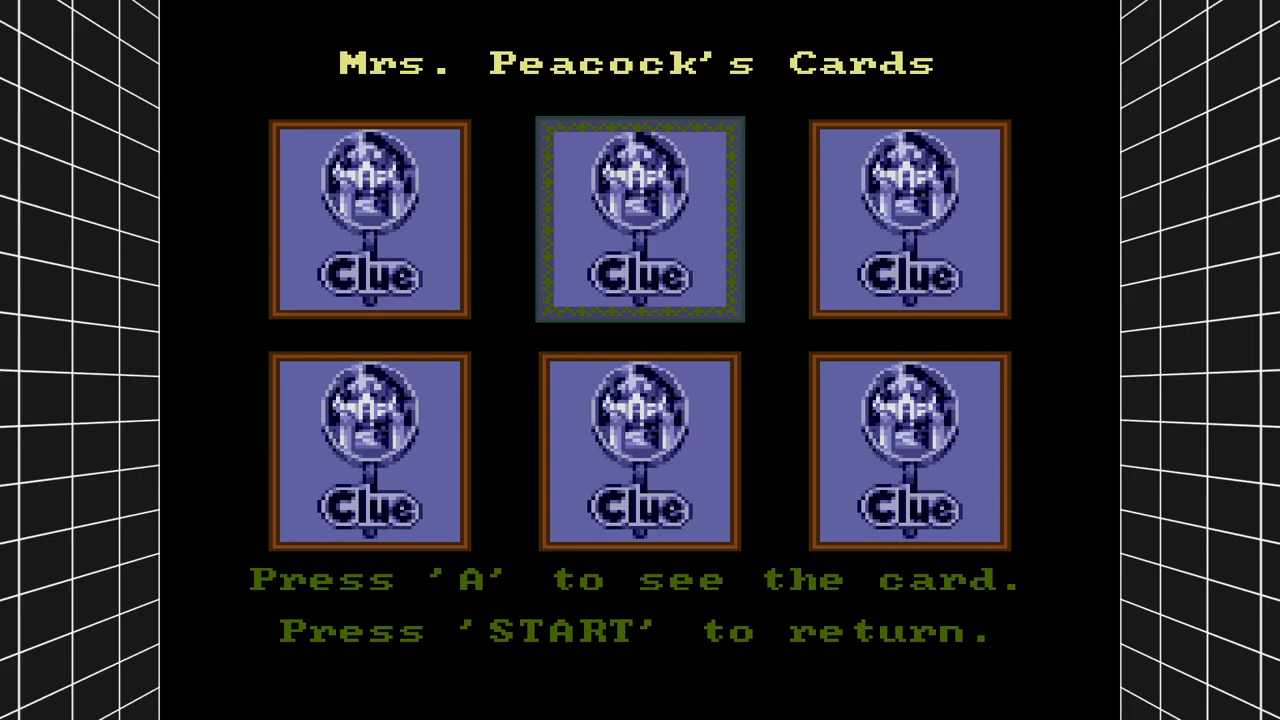 Mrs. Peacock's Cards
Clue Clue Clue
Clue Clue Clue
Press 'A' to see the card.
Press 'START' to return.